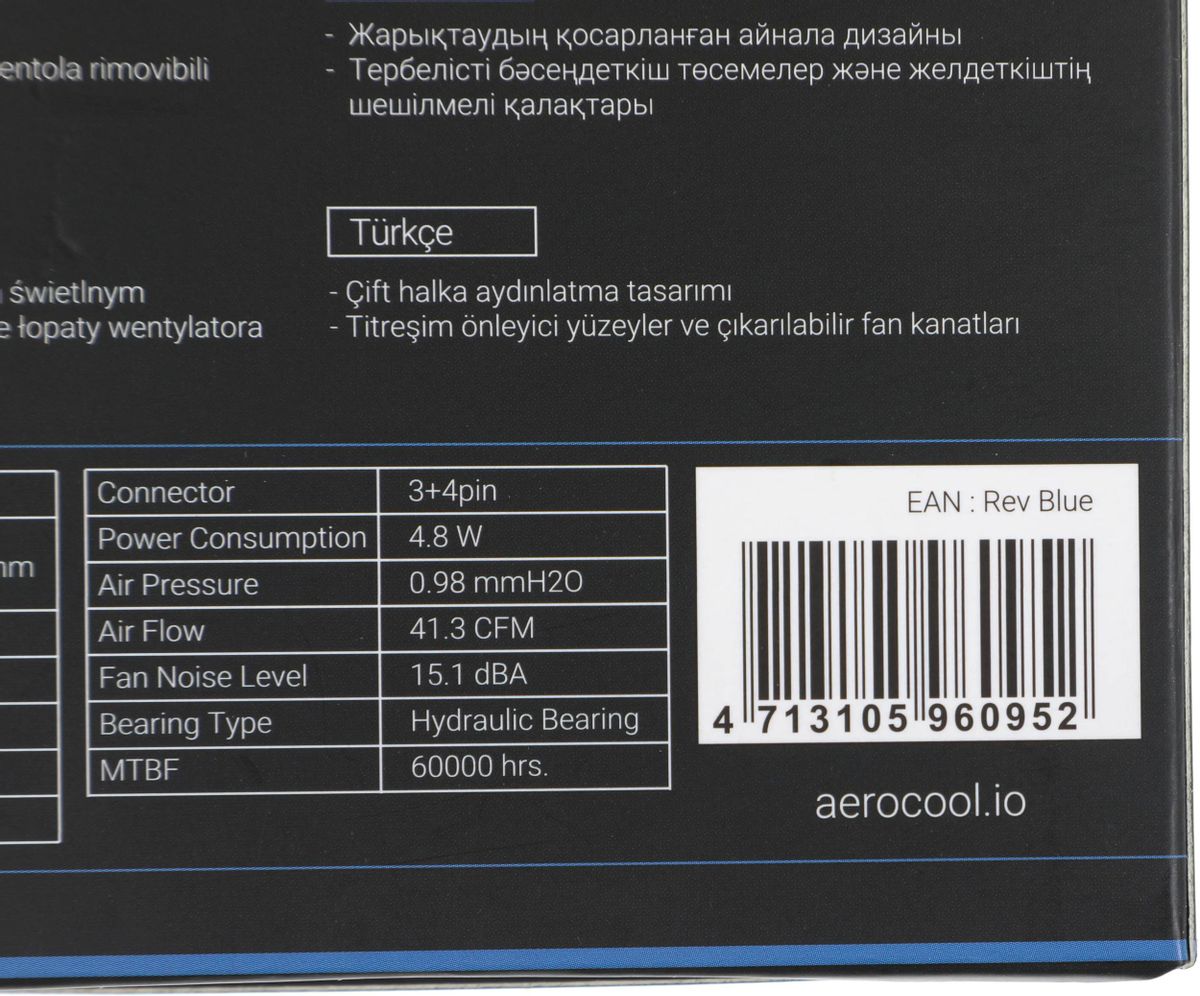 entola rimovibili
- Жарықтаудың қосарланған айнала дизайны
- Тербелісті бәсеңдеткіш төсемелер және желдеткіштің
шешілмелі қалақтары
świetlnym
łopaty wentylatora
Türkçe
- Çift halka aydınlatma tasarımı
- Titreşim önleyici yüzeyler ve çıkarılabilir fan kanatları
mm
Connector 3+4pin
Power Consumption 4.8 W
Air Pressure 0.98 mmH2O
Air Flow 41.3 CFM
Fan Noise Level 15.1 dBA
Bearing Type Hydraulic Bearing
MTBF 60000 hrs.
EAN : Rev Blue
4 713105 960952
aerocool.io